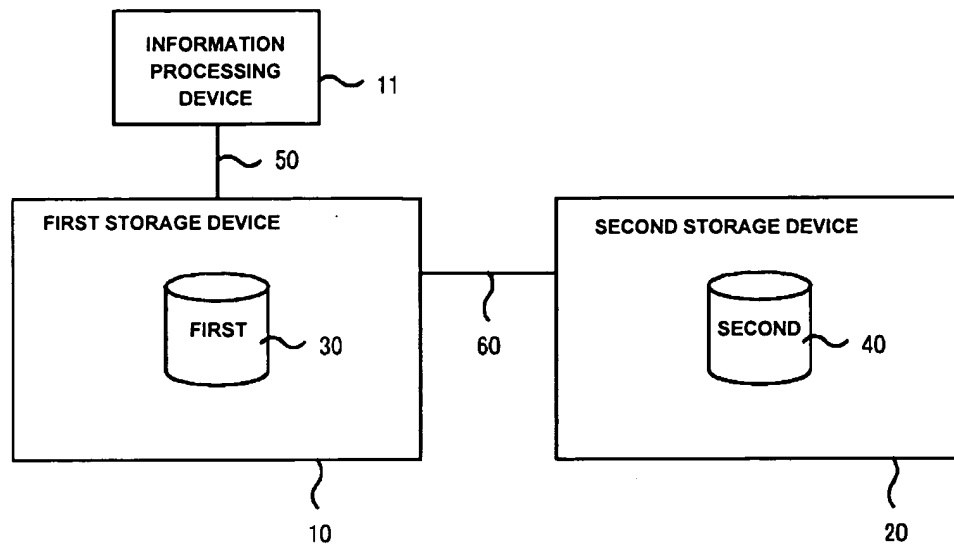 INFORMATION
PROCESSING
DEVICE
11
50
FIRST STORAGE DEVICE
SECOND STORAGE DEVICE
FIRST
30
60
SECOND
40
10
20